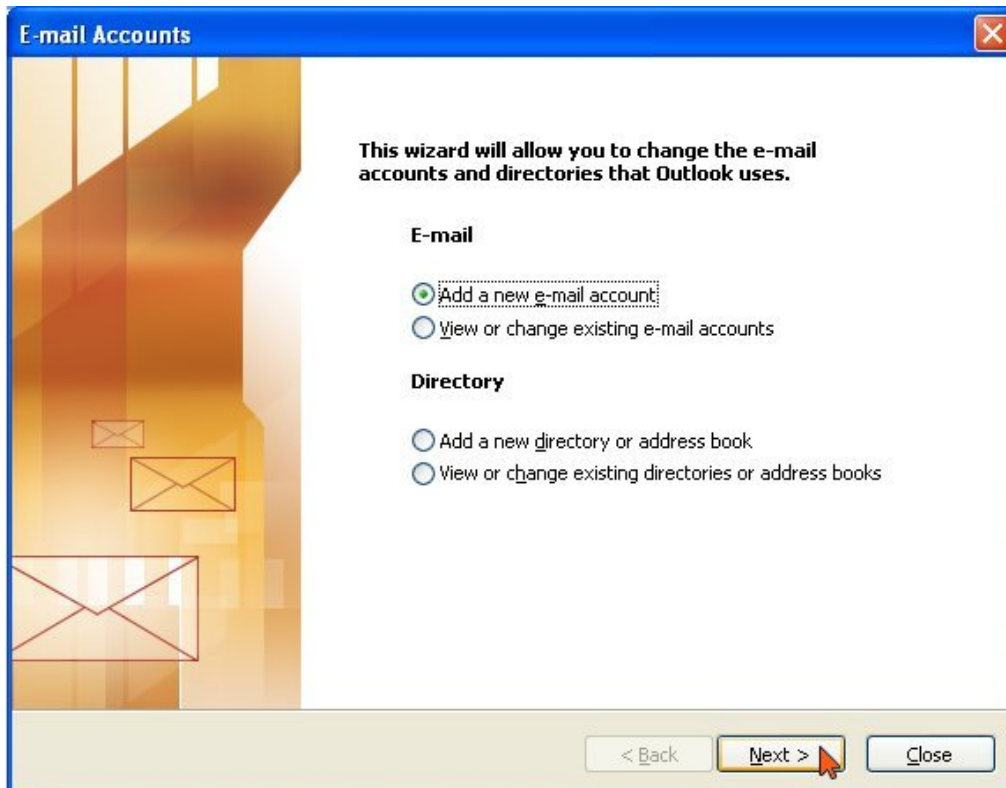 E-mail Accounts
This wizard will allow you to change the e-mail
accounts and directories that Outlook uses.
E-mail
Add a new e-mail account
View or change existing e-mail accounts
Directory
Add a new directory or address book
View or change existing directories or address books
< Back
Next >
Close